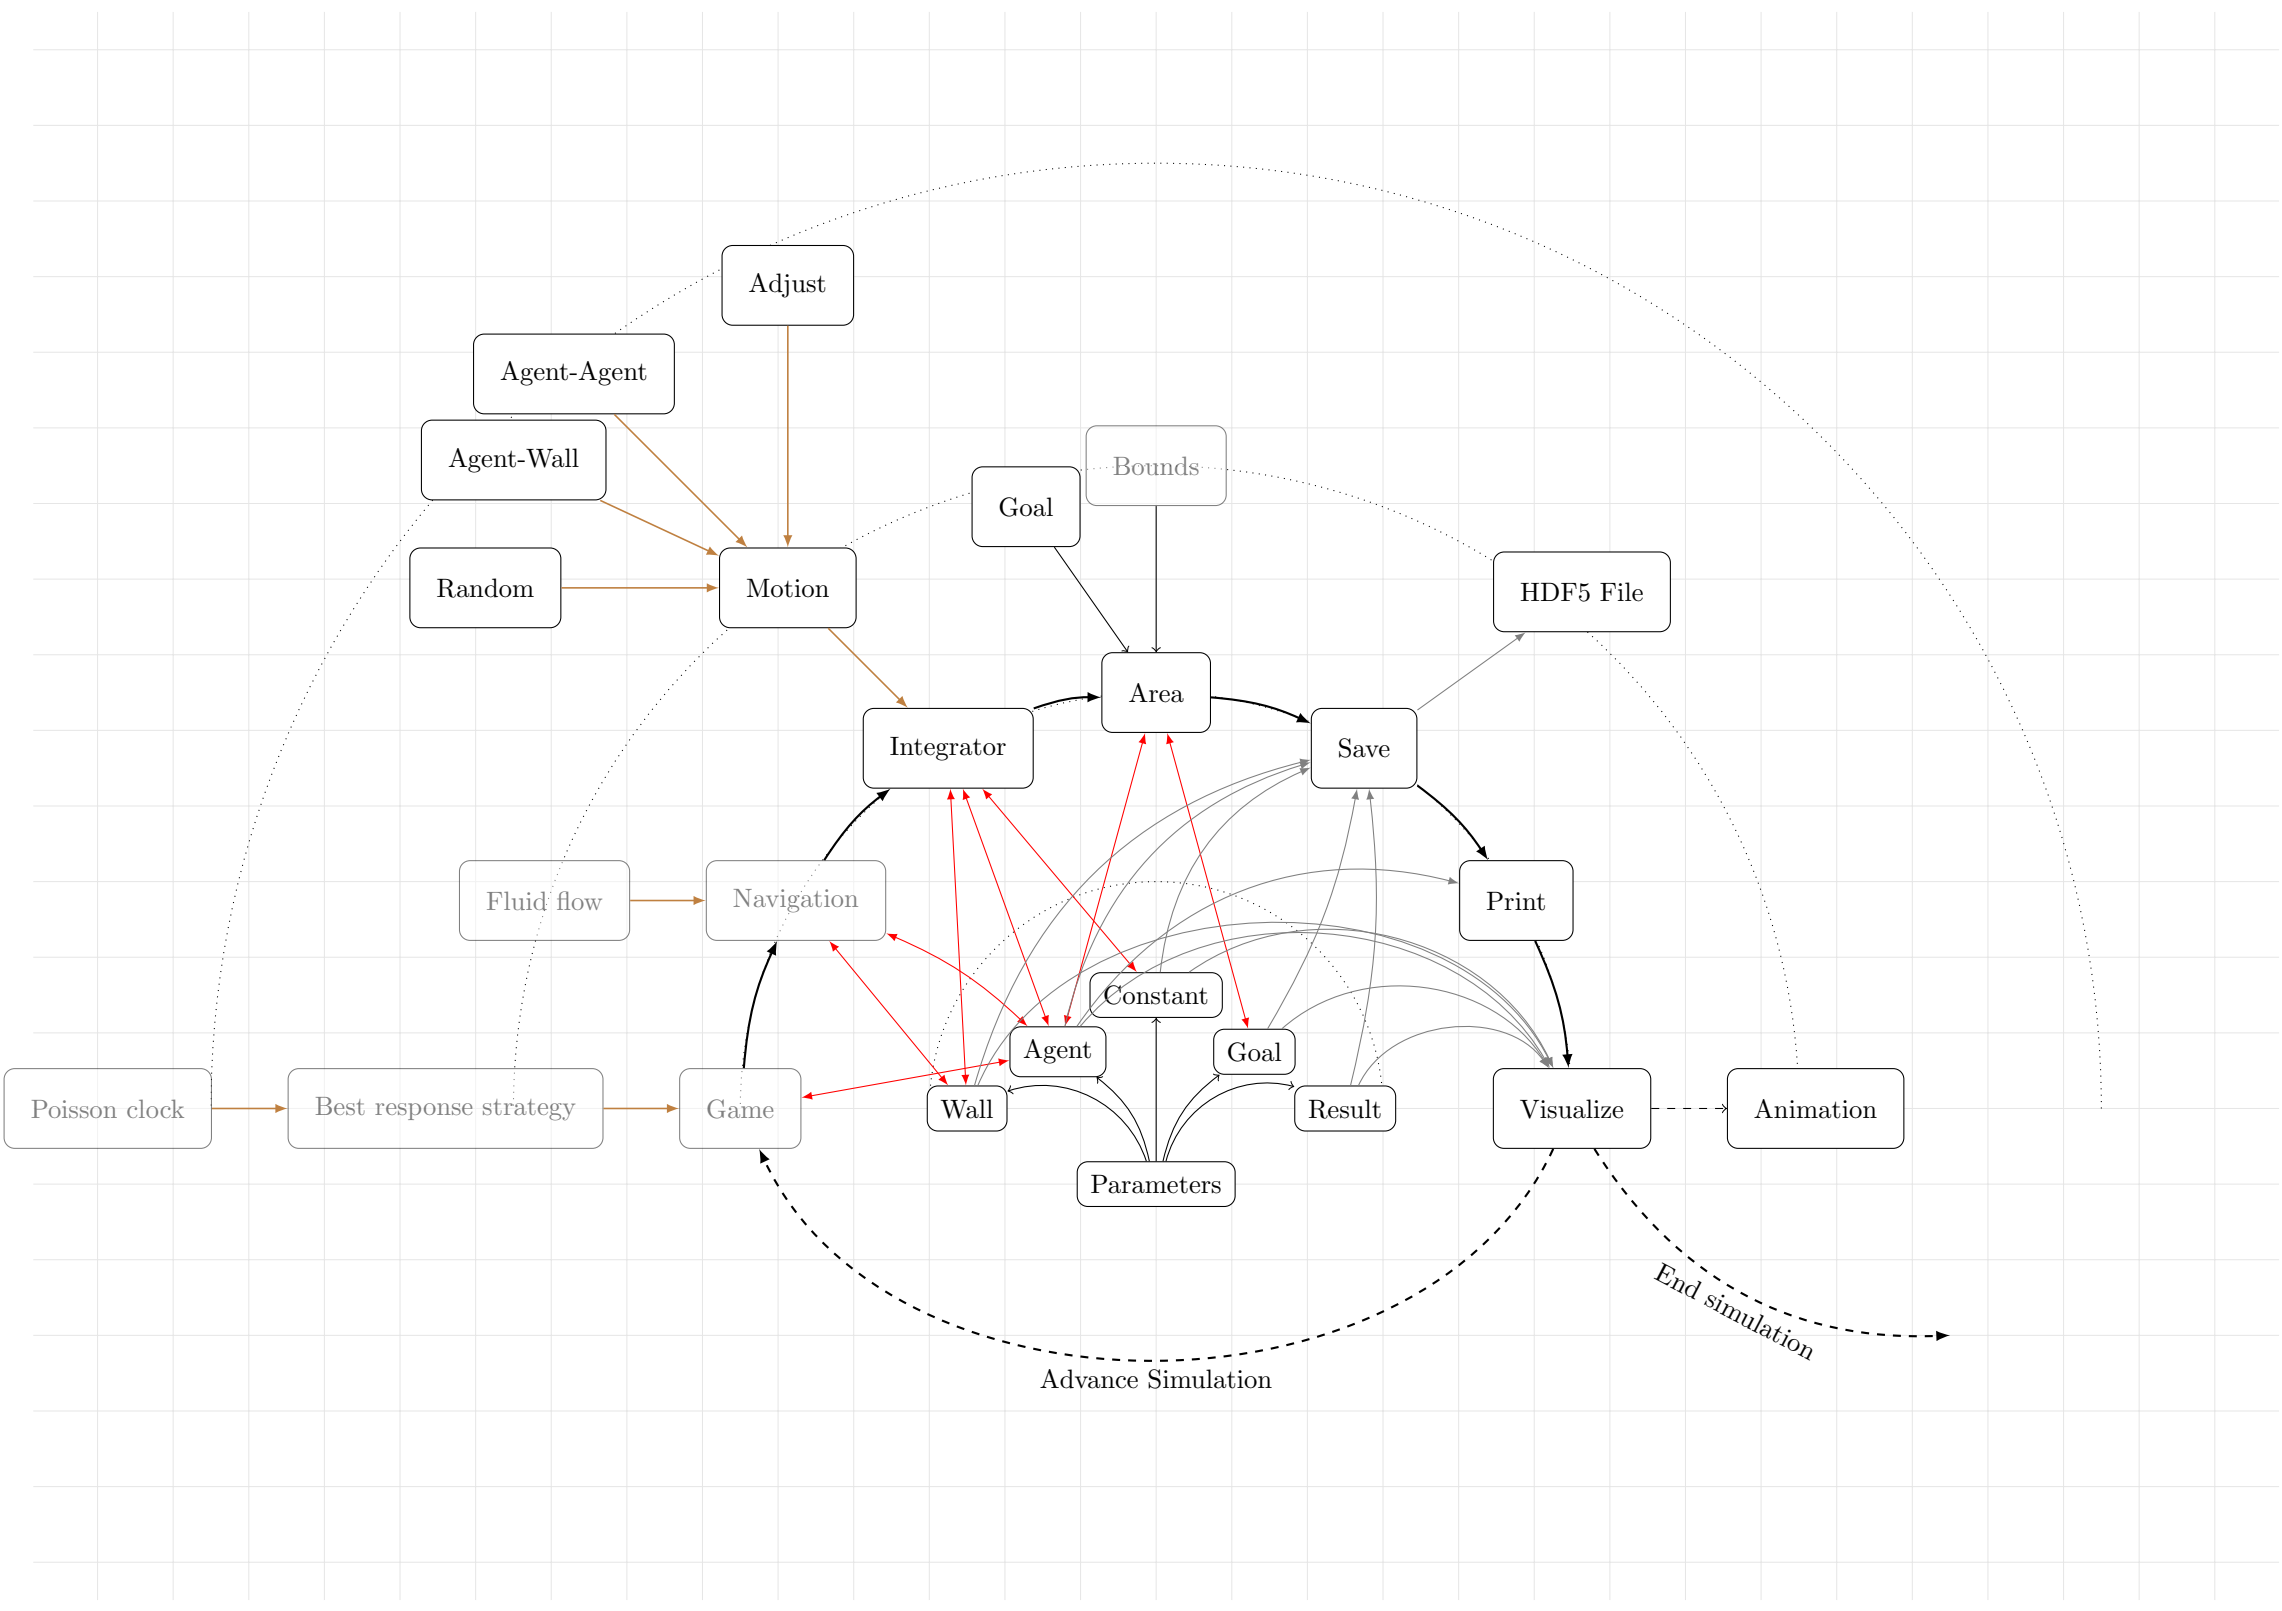 Adjust
Agent-Agent
Agent-Wall
Bounds
Goal
Random
Motion
HDF5 File
Area
Integrator
Save
Fluid flow
Navigation
Print
Constant
Agent
Goal
Poisson clock
Best response strategy
Game
Wall
Result
Visualize
Animation
Parameters
End simulation
Advance Simulation